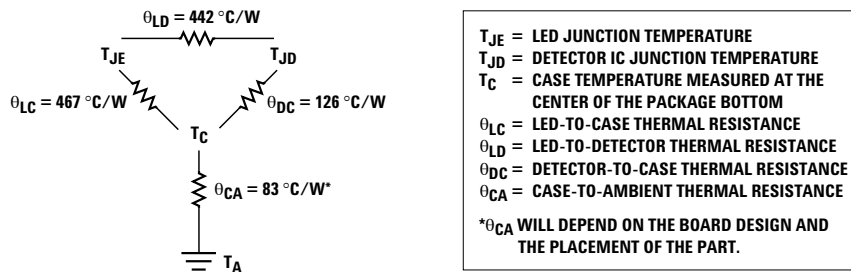 θLD = 442 °C/W
TJE
TJD
θLC = 467 °C/W
θDC = 126 °C/W
TC
θCA = 83 °C/W*
TA
TJE = LED JUNCTION TEMPERATURE
TJD = DETECTOR IC JUNCTION TEMPERATURE
TC = CASE TEMPERATURE MEASURED AT THE
CENTER OF THE PACKAGE BOTTOM
θLC = LED-TO-CASE THERMAL RESISTANCE
θLD = LED-TO-DETECTOR THERMAL RESISTANCE
θDC = DETECTOR-TO-CASE THERMAL RESISTANCE
θCA = CASE-TO-AMBIENT THERMAL RESISTANCE
*θCA WILL DEPEND ON THE BOARD DESIGN AND
THE PLACEMENT OF THE PART.